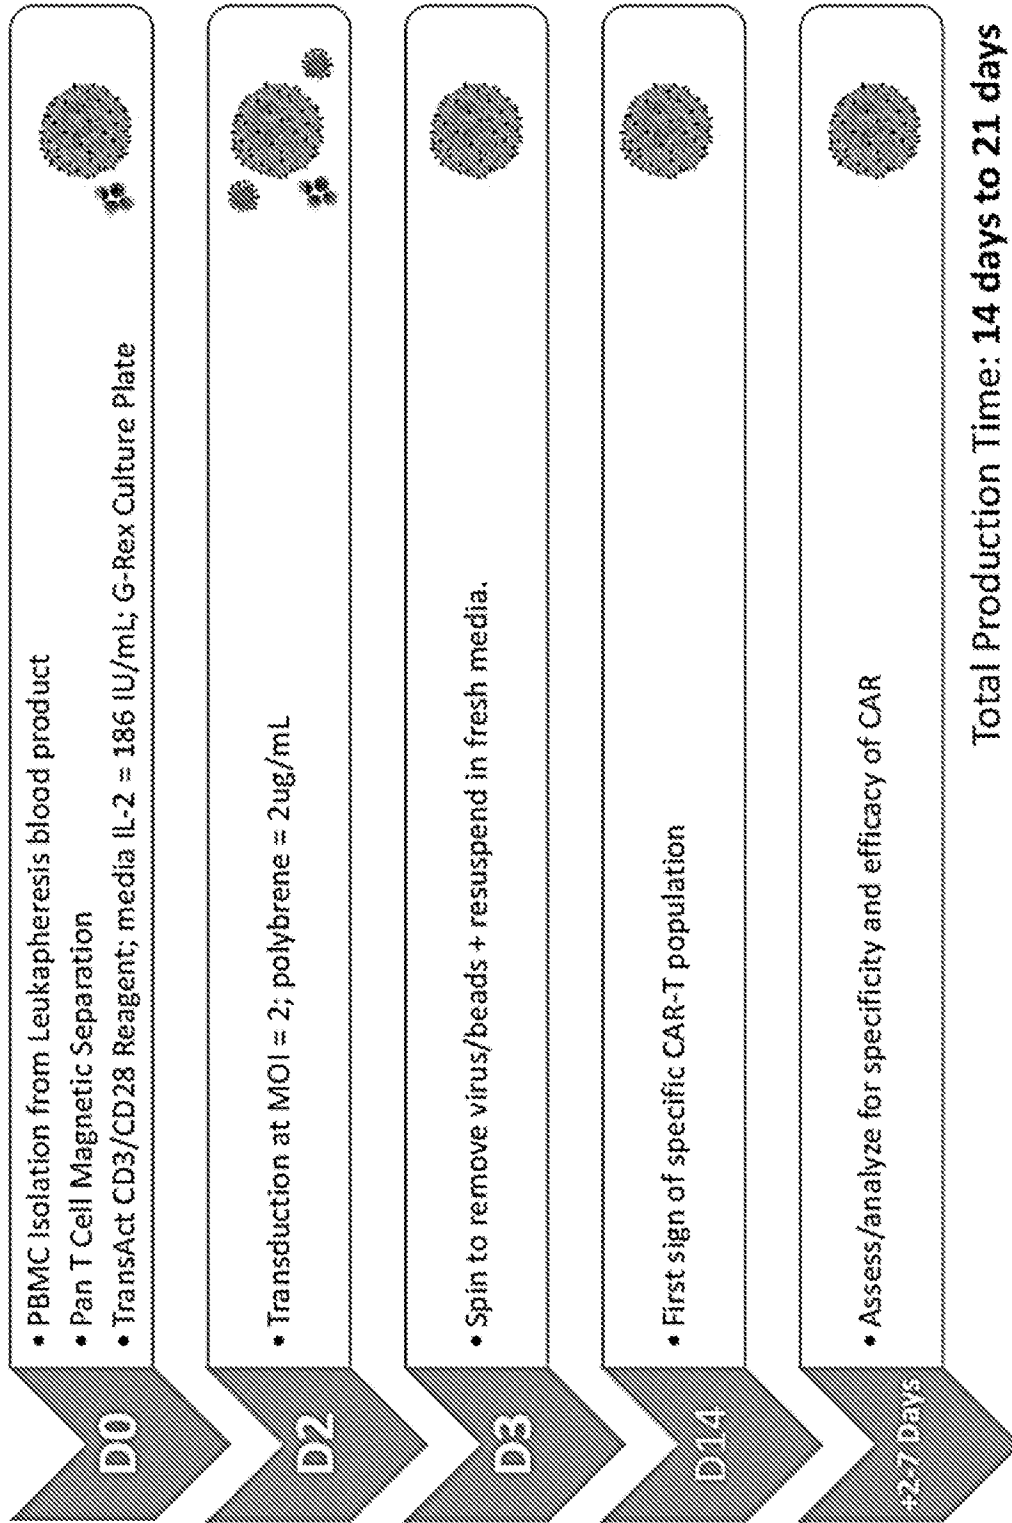 D0
• PBMC Isolation from Leukapheresis blood product
• Pan T Cell Magnetic Separation
• TransAct CD3/CD28 Reagent; media IL-2 = 186 IU/mL; G-Rex Culture Plate
D2
• Transduction at MOI = 2; polybrene = 2ug/mL
D3
• Spin to remove virus/beads + resuspend in fresh media.
D14
• First sign of specific CAR-T population
+2-7 Days
• Assess/analyze for specificity and efficacy of CAR
Total Production Time: 14 days to 21 days